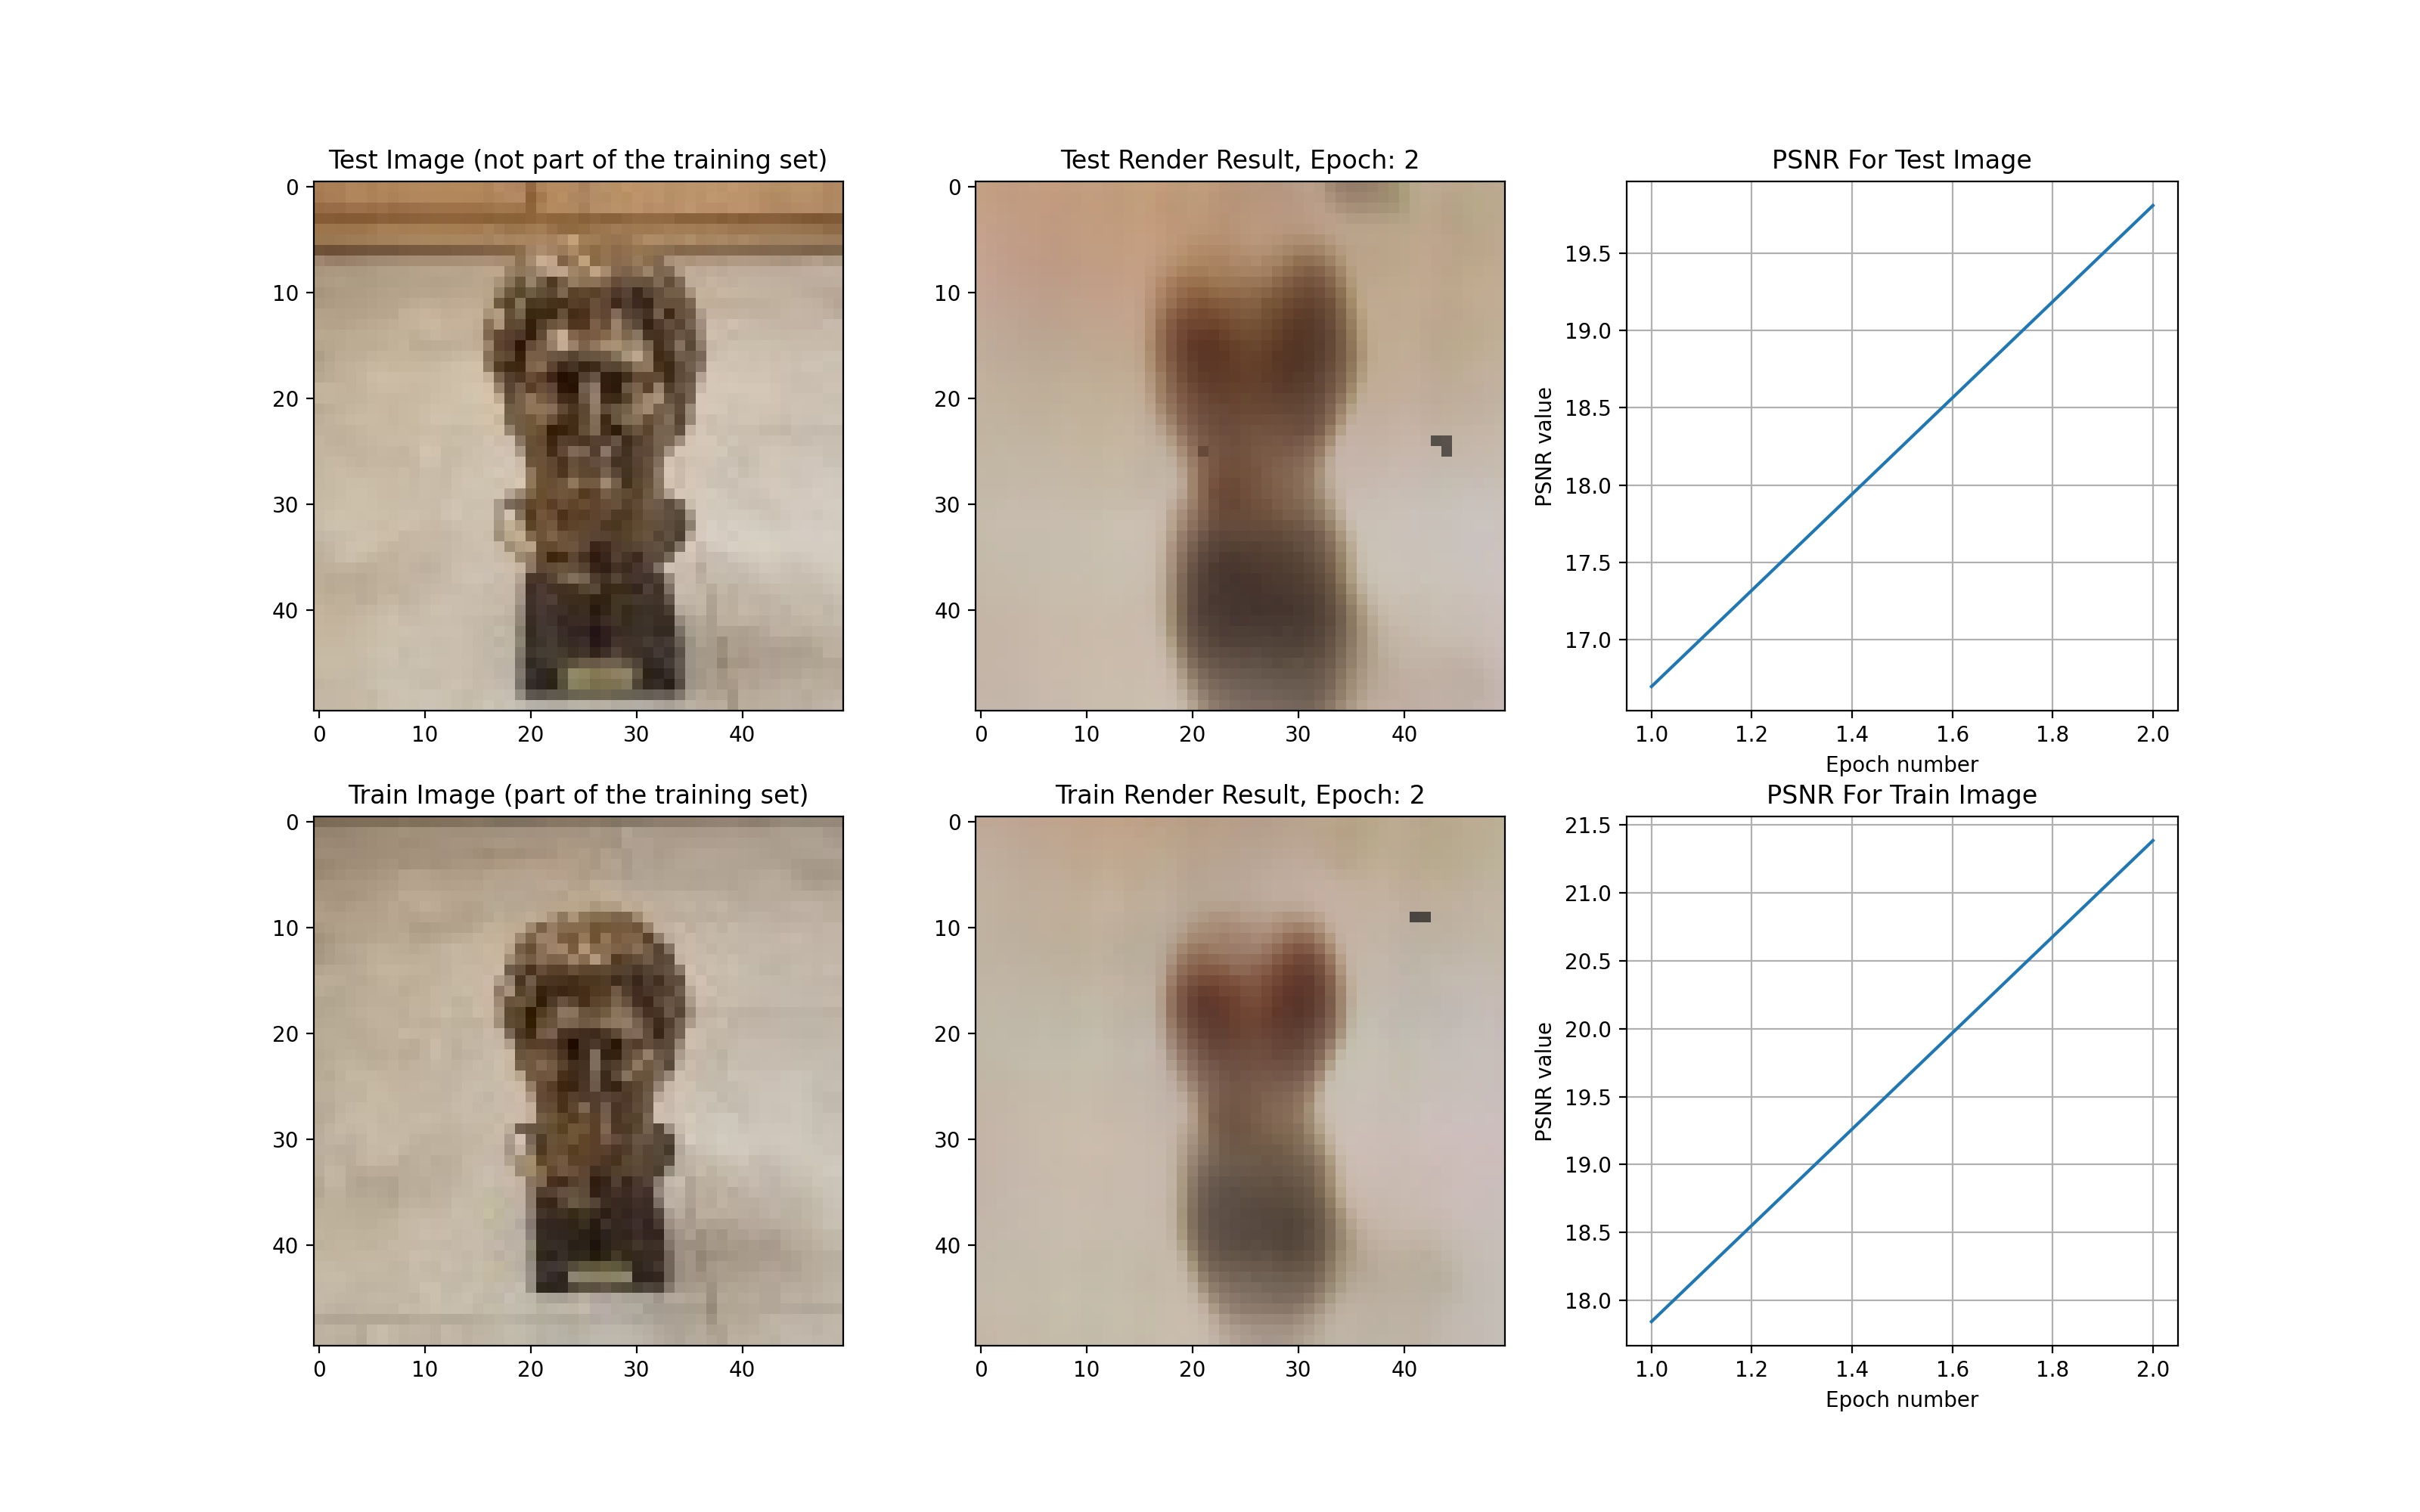 Test Image (not part of the training set)
0
10
20
30
40
0 10 20 30 40
Test Render Result, Epoch: 2
0
10
20
30
40
0 10 20 30 40
PSNR For Test Image
PSNR value
19.5
19.0
18.5
18.0
17.5
17.0
1.0 1.2 1.4 1.6 1.8 2.0
Epoch number
Train Image (part of the training set)
0
10
20
30
40
0 10 20 30 40
Train Render Result, Epoch: 2
0
10
20
30
40
0 10 20 30 40
PSNR For Train Image
PSNR value
21.5
21.0
20.5
20.0
19.5
19.0
18.5
18.0
1.0 1.2 1.4 1.6 1.8 2.0
Epoch number